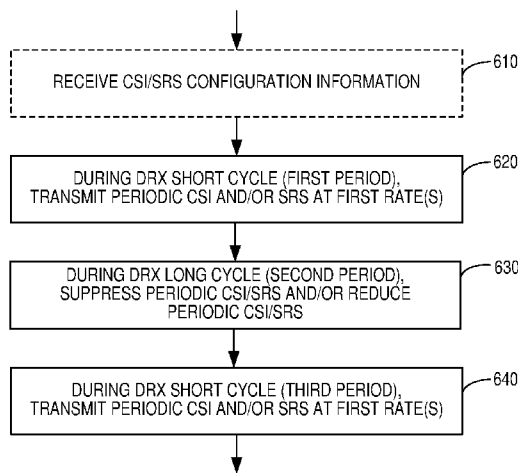 RECEIVE CSI/SRS CONFIGURATION INFORMATION
610
DURING DRX SHORT CYCLE (FIRST PERIOD),
TRANSMIT PERIODIC CSI AND/OR SRS AT FIRST RATE(S)
620
DURING DRX LONG CYCLE (SECOND PERIOD),
SUPPRESS PERIODIC CSI/SRS AND/OR REDUCE
PERIODIC CSI/SRS
630
DURING DRX SHORT CYCLE (THIRD PERIOD),
TRANSMIT PERIODIC CSI AND/OR SRS AT FIRST RATE(S)
640